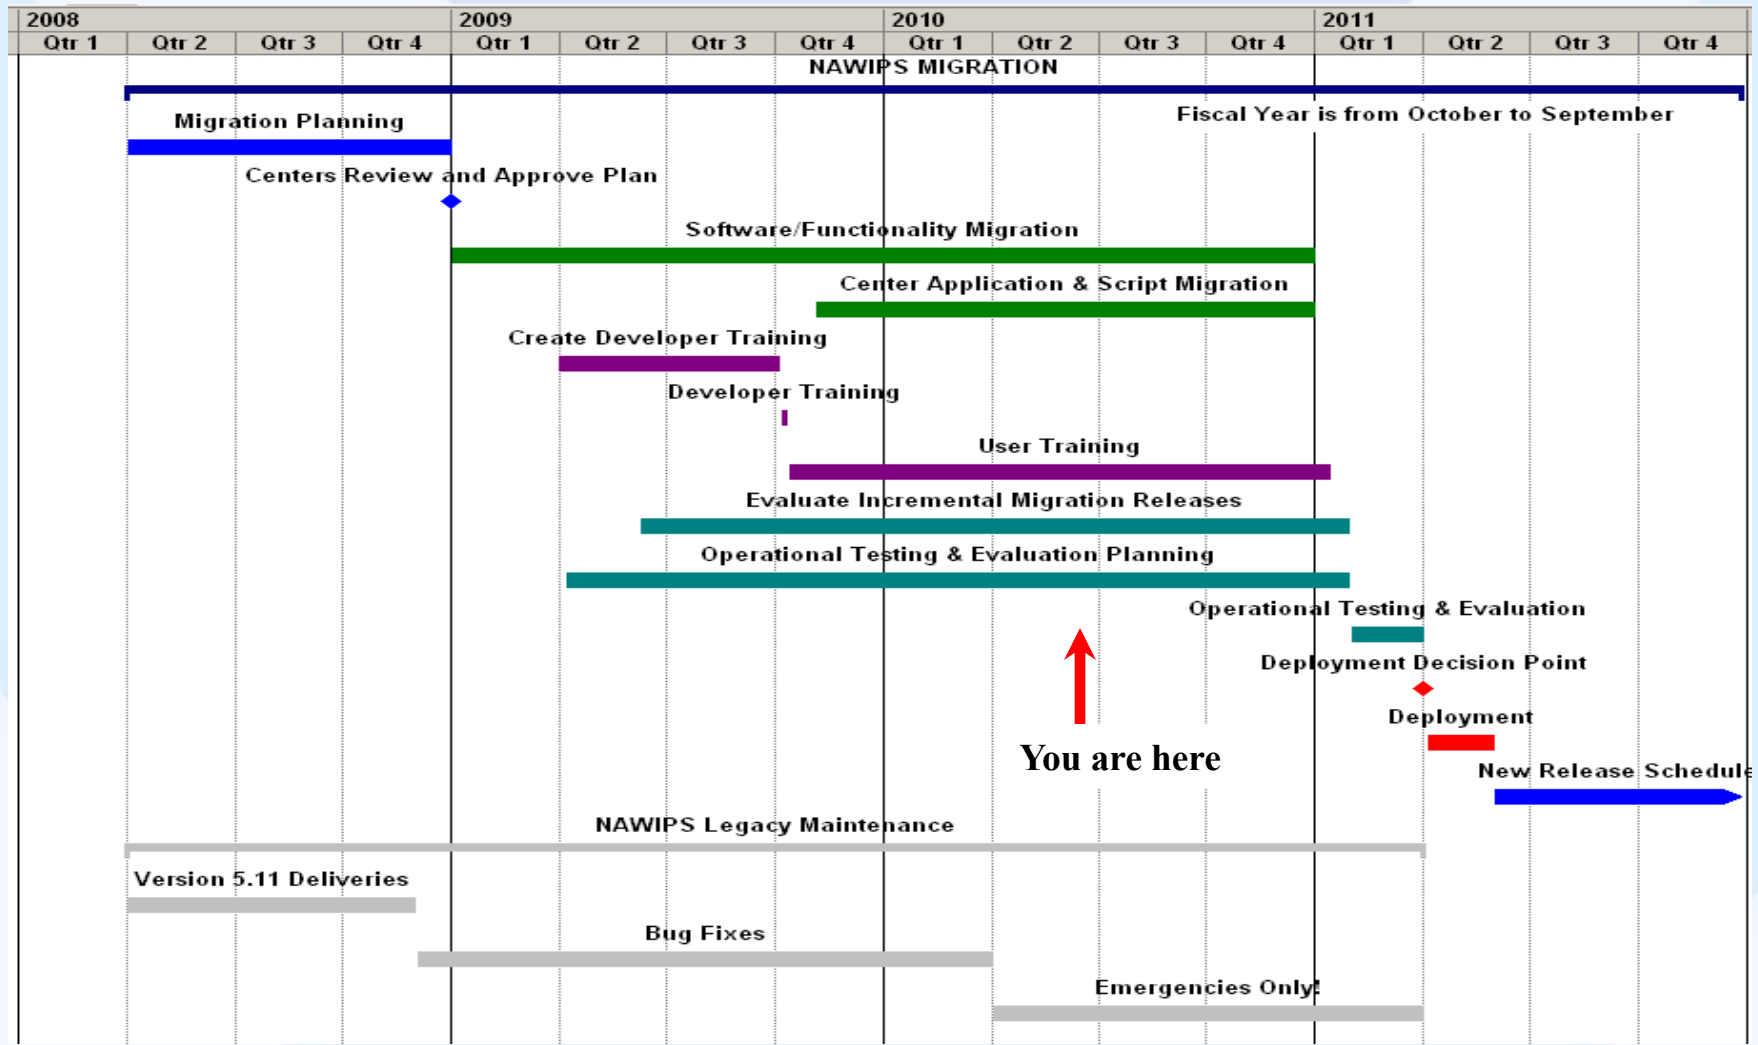 2008 2009 2010 2011
Qtr 1 Qtr 2 Qtr 3 Qtr 4 Qtr 1 Qtr 2 Qtr 3 Qtr 4 Qtr 1 Qtr 2 Qtr 3 Qtr 4 Qtr 1 Qtr 2 Qtr 3 Qtr 4
NAWIPS MIGRATION
Fiscal Year is from October to September
Migration Planning
Centers Review and Approve Plan
Software/Functionality Migration
Center Application & Script Migration
Create Developer Training
Developer Training
User Training
Evaluate Incremental Migration Releases
Operational Testing & Evaluation Planning
Operational Testing & Evaluation
Deployment Decision Point
Deployment
You are here
New Release Schedule
NAWIPS Legacy Maintenance
Version 5.11 Deliveries
Bug Fixes
Emergencies Only!